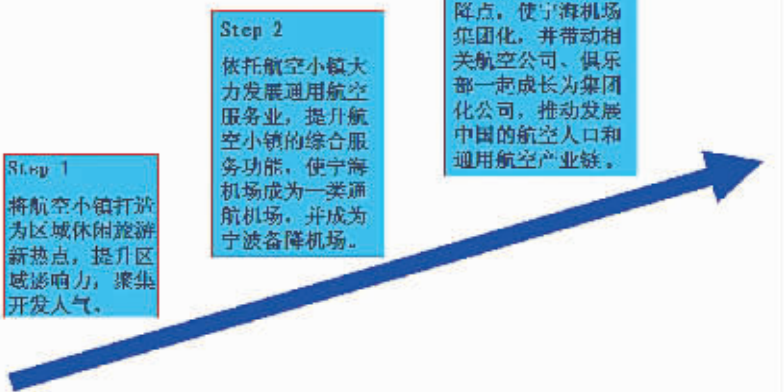 Step 1
将航空小镇打造
为区域休闲旅游
新热点，提升区
域影响力，聚集
开发人气。
Step 2
依托航空小镇大
力发展通用航空
服务业，提升航
空小镇的综合服
务功能，使宁海
机场成为一类通
航机场，并成为
宁波备降机场。
降点，使宁海机场
集团化，并带动相
关航空公司、俱乐
部一起成长为集团
化公司，推动发展
中国的航空人口和
通用航空产业链。